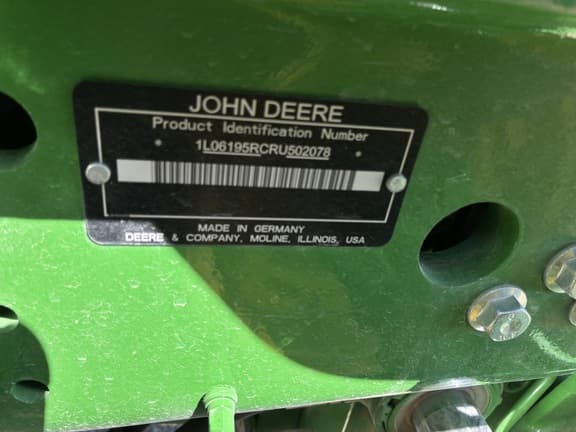 JOHN DEERE
Product Identification Number
* 1L06195RCRU502078 *
MADE IN GERMANY
DEERE & COMPANY, MOLINE, ILLINOIS, USA